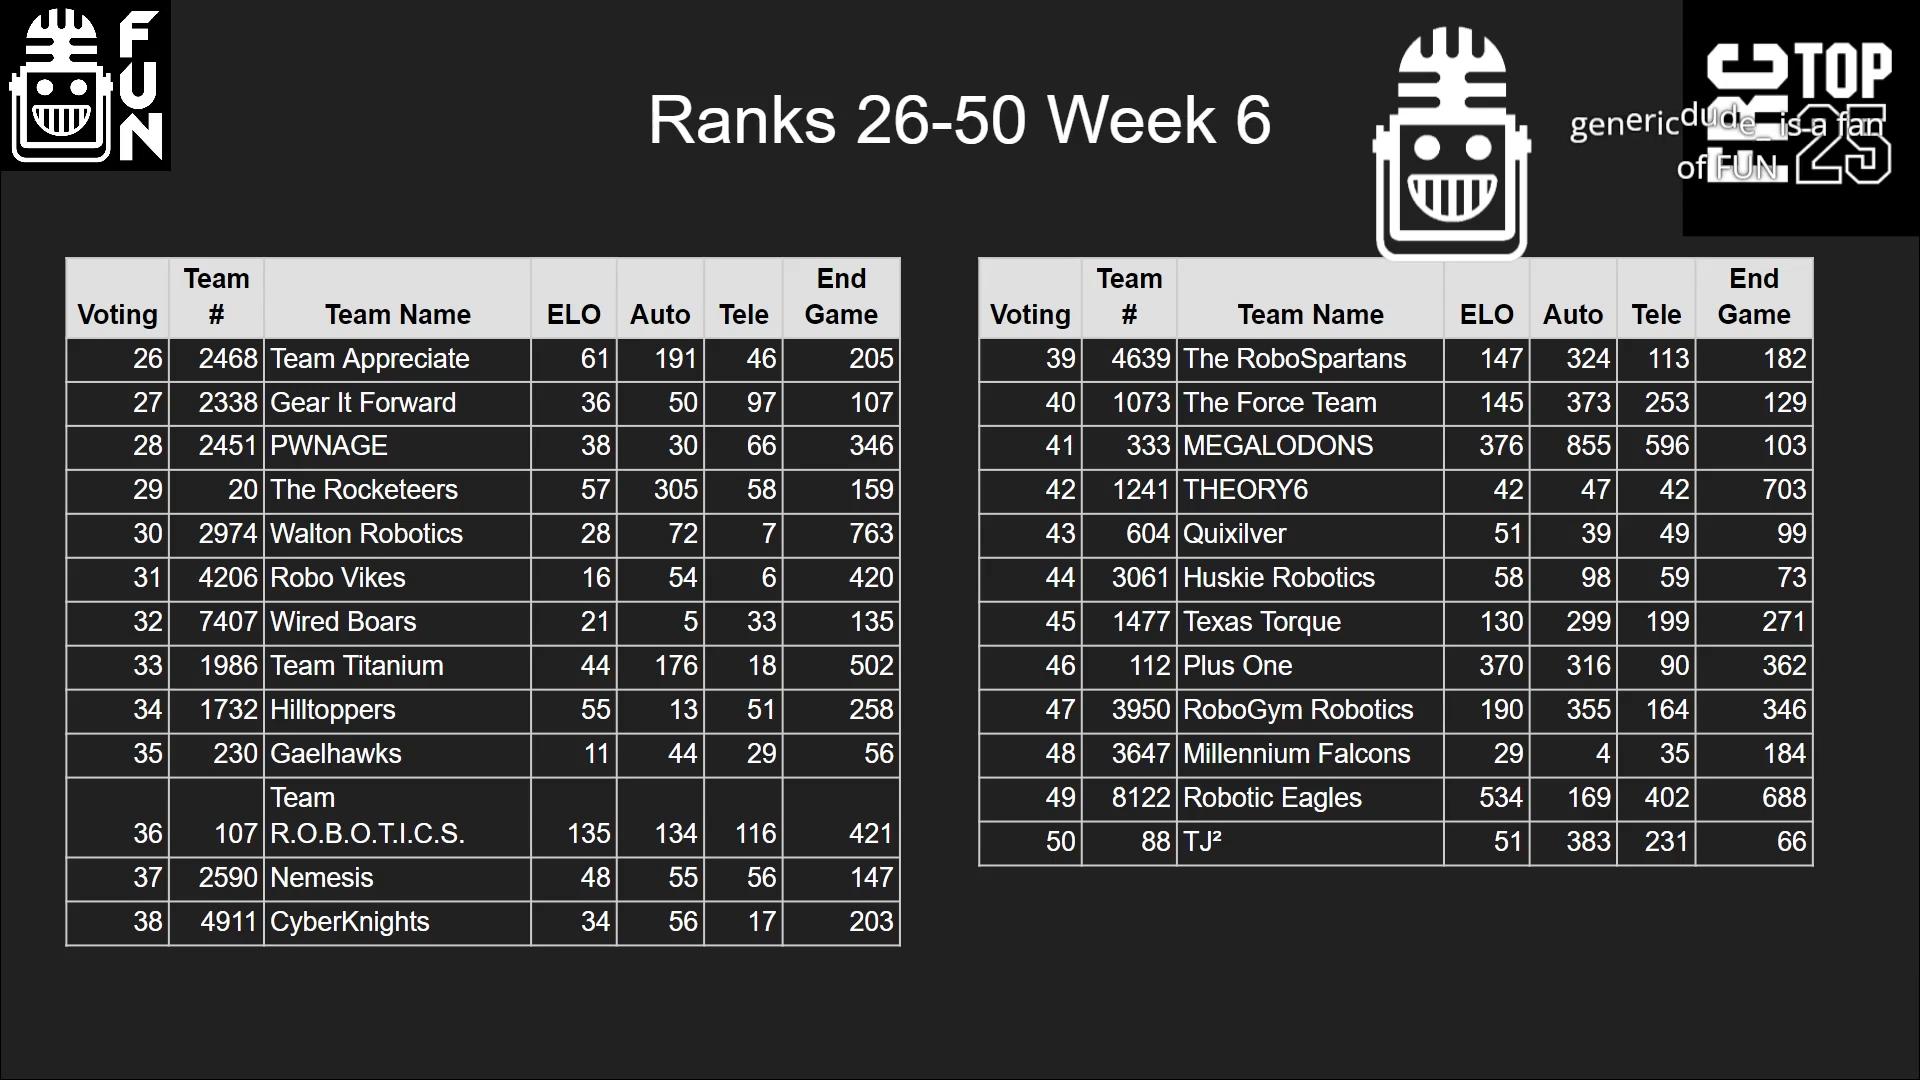 FUN
Ranks 26-50 Week 6
FRC TOP 25
genericdude_ is a fan
of FUN
Voting Team # Team Name ELO Auto Tele End Game
26 2468 Team Appreciate 61 191 46 205
27 2338 Gear It Forward 36 50 97 107
28 2451 PWNAGE 38 30 66 346
29 20 The Rocketeers 57 305 58 159
30 2974 Walton Robotics 28 72 7 763
31 4206 Robo Vikes 16 54 6 420
32 7407 Wired Boars 21 5 33 135
33 1986 Team Titanium 44 176 18 502
34 1732 Hilltoppers 55 13 51 258
35 230 Gaelhawks 11 44 29 56
36 107 Team R.O.B.O.T.I.C.S. 135 134 116 421
37 2590 Nemesis 48 55 56 147
38 4911 CyberKnights 34 56 17 203
Voting Team # Team Name ELO Auto Tele End Game
39 4639 The RoboSpartans 147 324 113 182
40 1073 The Force Team 145 373 253 129
41 333 MEGALODONS 376 855 596 103
42 1241 THEORY6 42 47 42 703
43 604 Quixilver 51 39 49 99
44 3061 Huskie Robotics 58 98 59 73
45 1477 Texas Torque 130 299 199 271
46 112 Plus One 370 316 90 362
47 3950 RoboGym Robotics 190 355 164 346
48 3647 Millennium Falcons 29 4 35 184
49 8122 Robotic Eagles 534 169 402 688
50 88 TJ² 51 383 231 66